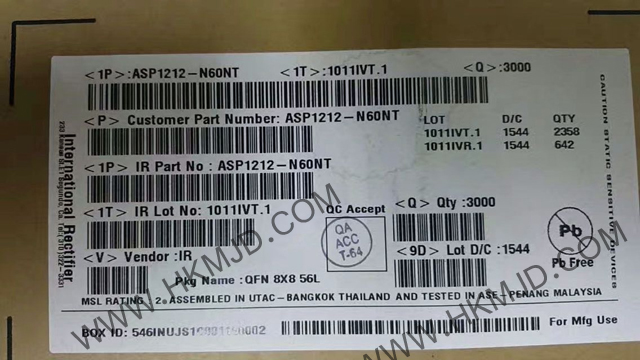 <1P>:ASP1212-N60NT <1T>:1011IVT.1 <Q>:3000
<P> Customer Part Number: ASP1212-N60NT
LOT D/C QTY
1011IVT.1 1544 2358
1011IVR.1 1544 642
<1P> IR Part No : ASP1212-N60NT
<1T> IR Lot No: 1011IVT.1
QC Accept
<Q> Qty :3000
QA
ACC
T-64
Pb
Pb Free
<V> Vendor :IR
<9D> Lot D/C :1544
Pkg Name : QFN 8X8 56L
MSL RATING : 2 ASSEMBLED IN UTAC-BANGKOK THAILAND AND TESTED IN ASE-PENANG MALAYSIA
BOX ID: For Mfg Use
International Rectifier
CAUTION STATIC SENSITIVE DEVICES
WWW.HKMJD.COM
WWW.HKMJD.COM